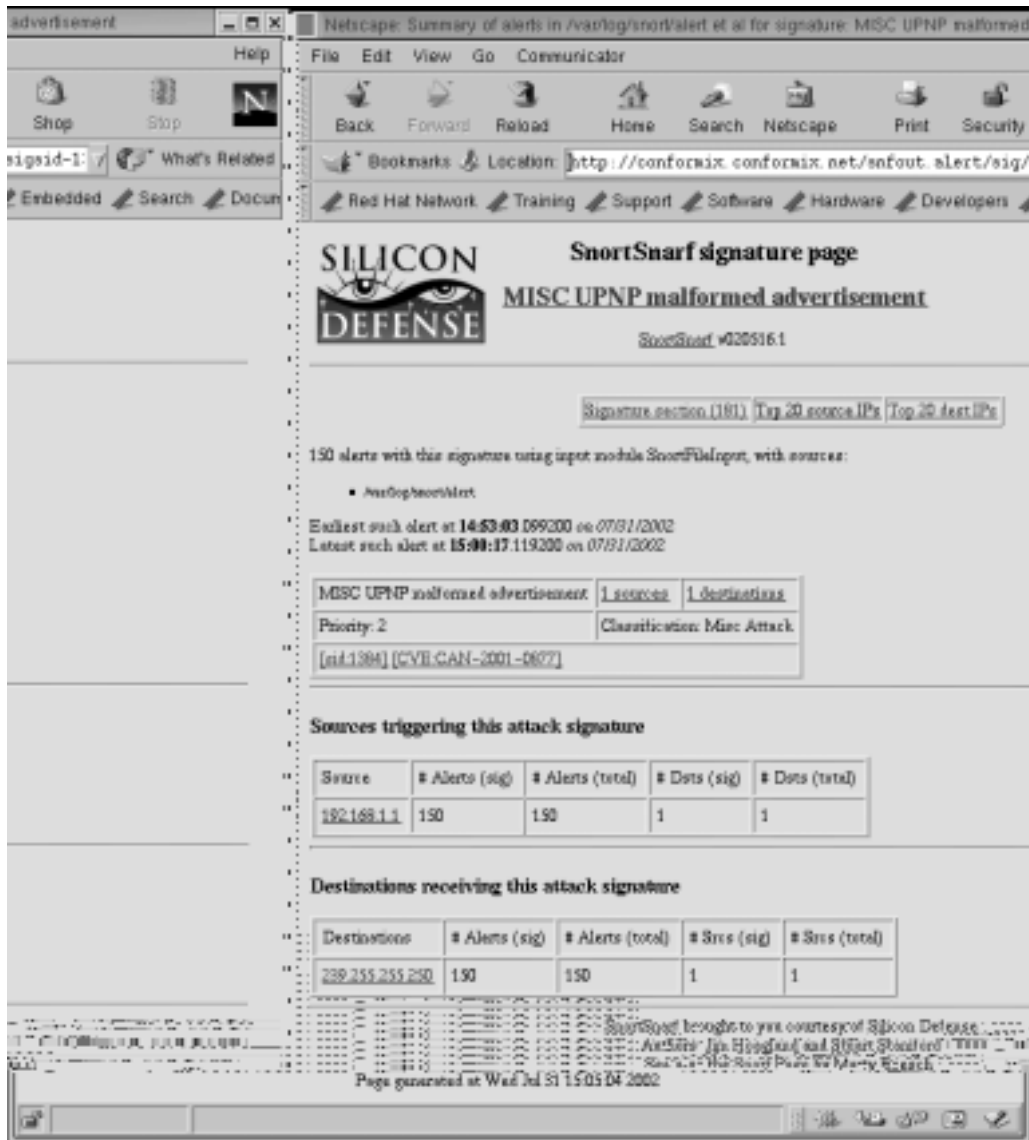 advertisement
Netscape: Summary of alerts in /var/log/snort/alert et al for signature: MISC UPNP malformed
Help
File Edit View Go Communicator
Shop Stop N
Back Forward Reload Home Search Netscape Print Security
What's Related
Bookmarks Location: http://conformix.conformix.net/snfout.alert/sig/
Embedded Search Docum
Red Hat Network Training Support Software Hardware Developers
SILICON
DEFENSE
SnortSnarf signature page
MISC UPNP malformed advertisement
SnortSnarf v020516.1
Signature section (181) Top 20 source IPs Top 20 dest IPs
150 alerts with this signature using input module SnortFileInput, with sources:
/var/log/snort/alert
Earliest such alert at 14:53:03.099200 on 07/31/2002
Latest such alert at 15:00:17.119200 on 07/31/2002
MISC UPNP malformed advertisement 1 sources 1 destinations
Priority: 2 Classification: Misc Attack
[sid:1384] [CVE:CAN-2001-0877]
Sources triggering this attack signature
Source # Alerts (sig) # Alerts (total) # Dsts (sig) # Dsts (total)
192.168.1.1 150 150 1 1
Destinations receiving this attack signature
Destinations # Alerts (sig) # Alerts (total) # Srcs (sig) # Srcs (total)
239.255.255.250 150 150 1 1
SnortSnarf brought to you courtesy of Silicon Defense
Authors: Jim Hoagland and Stuart Staniford
Page generated at Wed Jul 31 15:05:04 2002